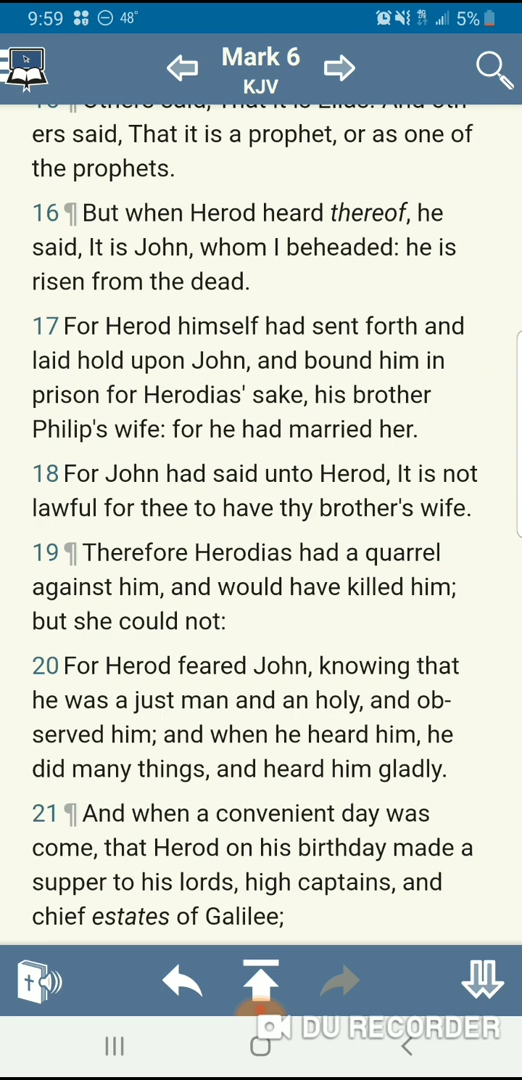 9:59 48° 4G 5%
Mark 6
KJV
ers said, That it is a prophet, or as one of
the prophets.
16 ¶ But when Herod heard thereof, he
said, It is John, whom I beheaded: he is
risen from the dead.
17 For Herod himself had sent forth and
laid hold upon John, and bound him in
prison for Herodias' sake, his brother
Philip's wife: for he had married her.
18 For John had said unto Herod, It is not
lawful for thee to have thy brother's wife.
19 ¶ Therefore Herodias had a quarrel
against him, and would have killed him;
but she could not:
20 For Herod feared John, knowing that
he was a just man and an holy, and ob-
served him; and when he heard him, he
did many things, and heard him gladly.
21 ¶ And when a convenient day was
come, that Herod on his birthday made a
supper to his lords, high captains, and
chief estates of Galilee;
DU RECORDER